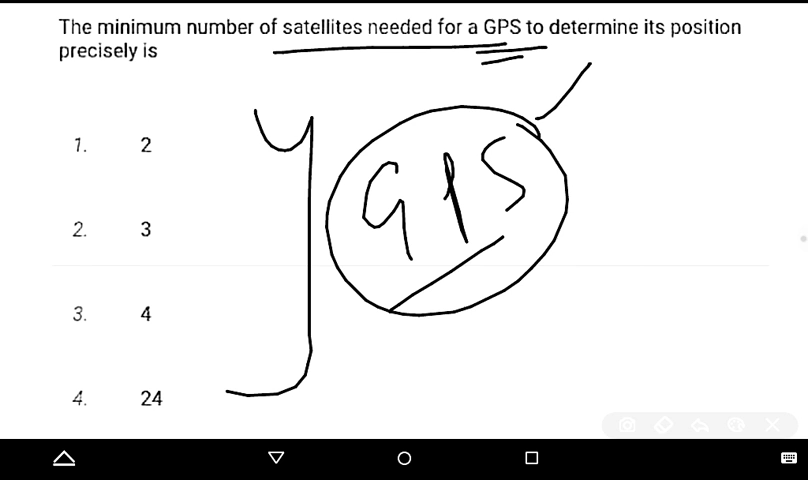 The minimum number of satellites needed for a GPS to determine its position
precisely is
1. 2
GPS
2. 3
3. 4
4. 24